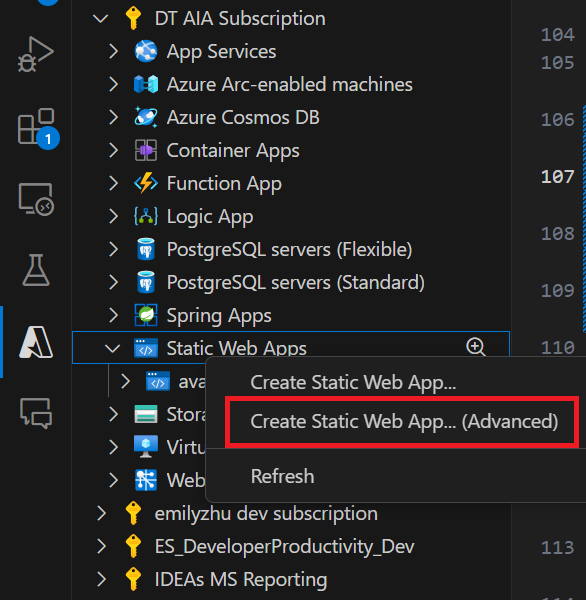 DT AIA Subscription
App Services
Azure Arc-enabled machines
Azure Cosmos DB
Container Apps
Function App
Logic App
PostgreSQL servers (Flexible)
PostgreSQL servers (Standard)
Spring Apps
Static Web Apps
ava
Stora
Virtu
Web
emilyzhu dev subscription
ES_DeveloperProductivity_Dev
IDEAs MS Reporting
Create Static Web App...
Create Static Web App... (Advanced)
Refresh
1
104
105
106
107
108
109
110
113